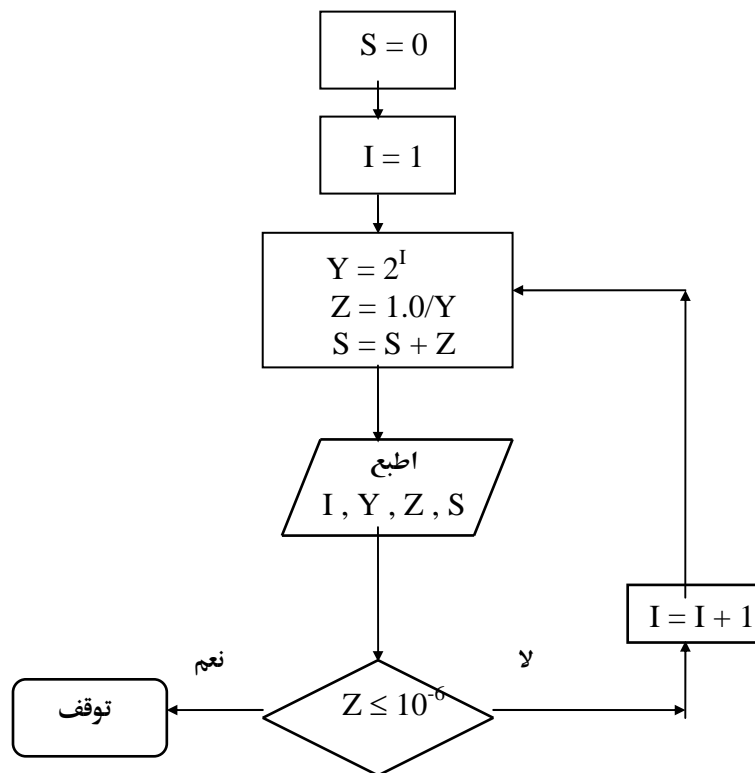 S = 0
I = 1
Y = 2^I
Z = 1.0/Y
S = S + Z
اطبع
I , Y , Z , S
I = I + 1
نعم
لا
Z ≤ 10^-6
توقف